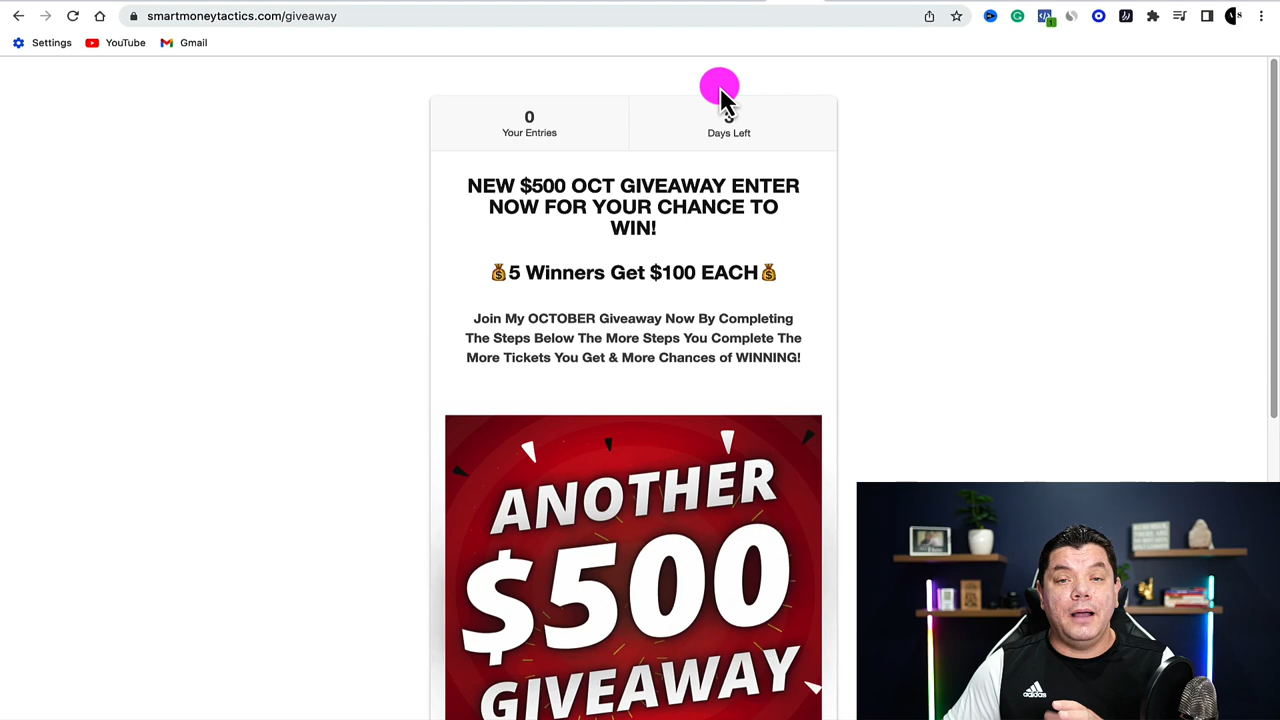 smartmoneytactics.com/giveaway
Settings
YouTube
Gmail
0
Your Entries
Days Left
NEW $500 OCT GIVEAWAY ENTER
NOW FOR YOUR CHANCE TO
WIN!
5 Winners Get $100 EACH
Join My OCTOBER Giveaway Now By Completing
The Steps Below The More Steps You Complete The
More Tickets You Get & More Chances of WINNING!
ANOTHER
$500
GIVEAWAY
adidas